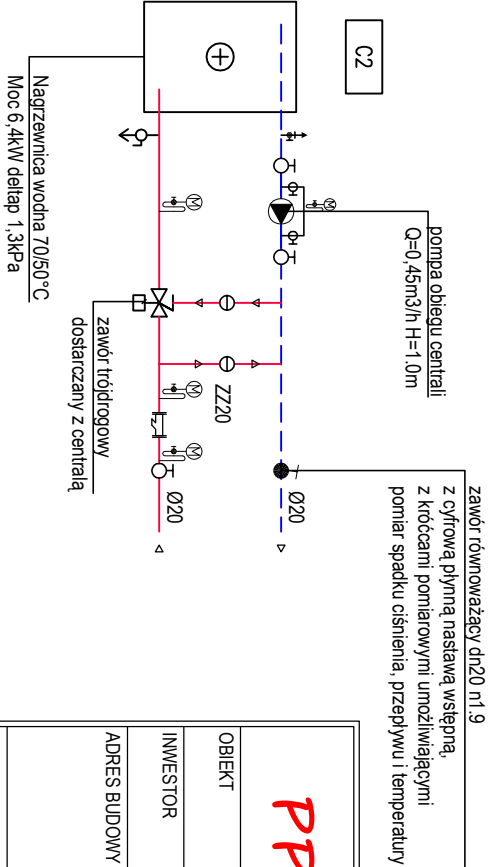 C2
pompa obiegu centrali
Q=0,45m3/h H=1.0m
zawór równoważący dn20 n1.9
z cyfrową płynną nastawą wstępną,
z króćcami pomiarowymi umożliwiającymi
pomiar spadku ciśnienia, przepływu i temperatury
Ø20
ZZ20
Ø20
M
M
M
M
zawór trójdrogowy
dostarczany z centralą
Nagrzewnica wodna 70/50°C
Moc 6,4kW deltap 1,3kPa
PP
OBIEKT
INWESTOR
ADRES BUDOWY